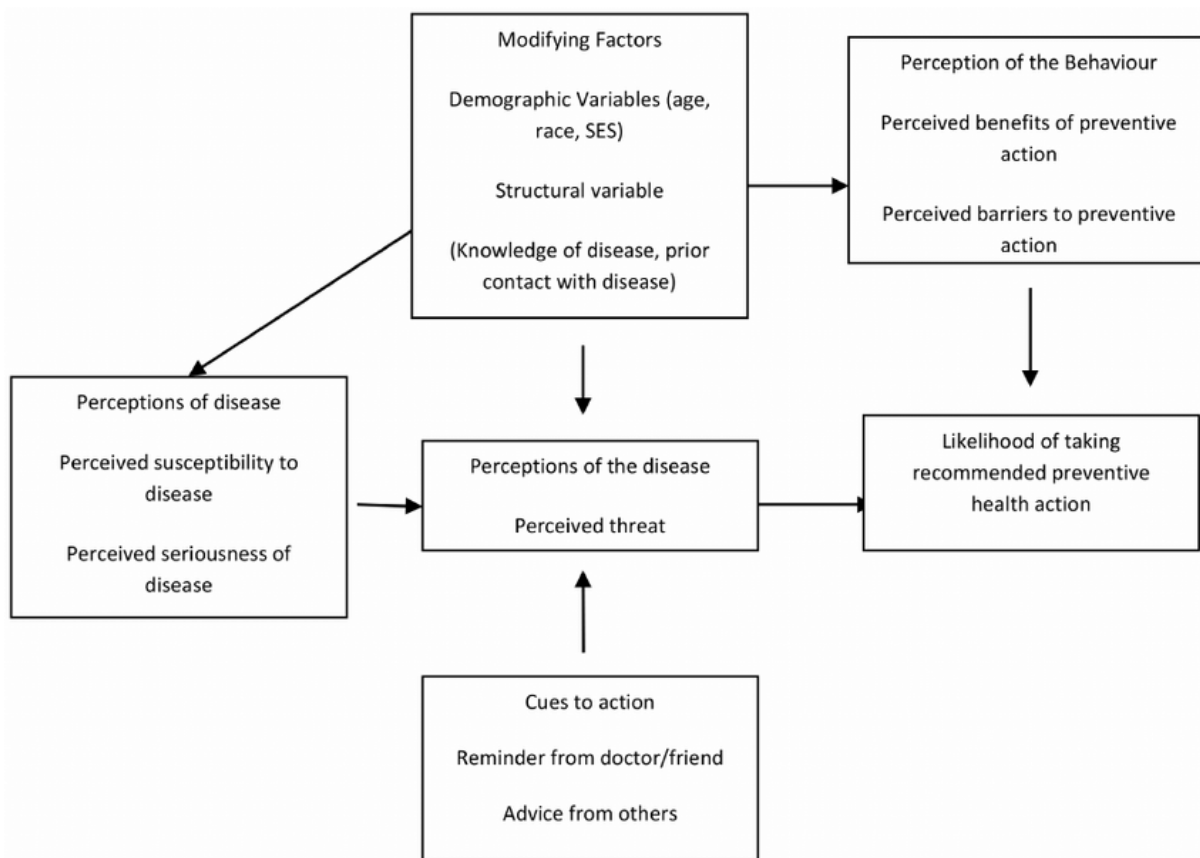 Modifying Factors
Demographic Variables (age,
race, SES)
Structural variable
(Knowledge of disease, prior
contact with disease)
Perception of the Behaviour
Perceived benefits of preventive
action
Perceived barriers to preventive
action
Perceptions of disease
Perceived susceptibility to
disease
Perceived seriousness of
disease
Perceptions of the disease
Perceived threat
Likelihood of taking
recommended preventive
health action
Cues to action
Reminder from doctor/friend
Advice from others